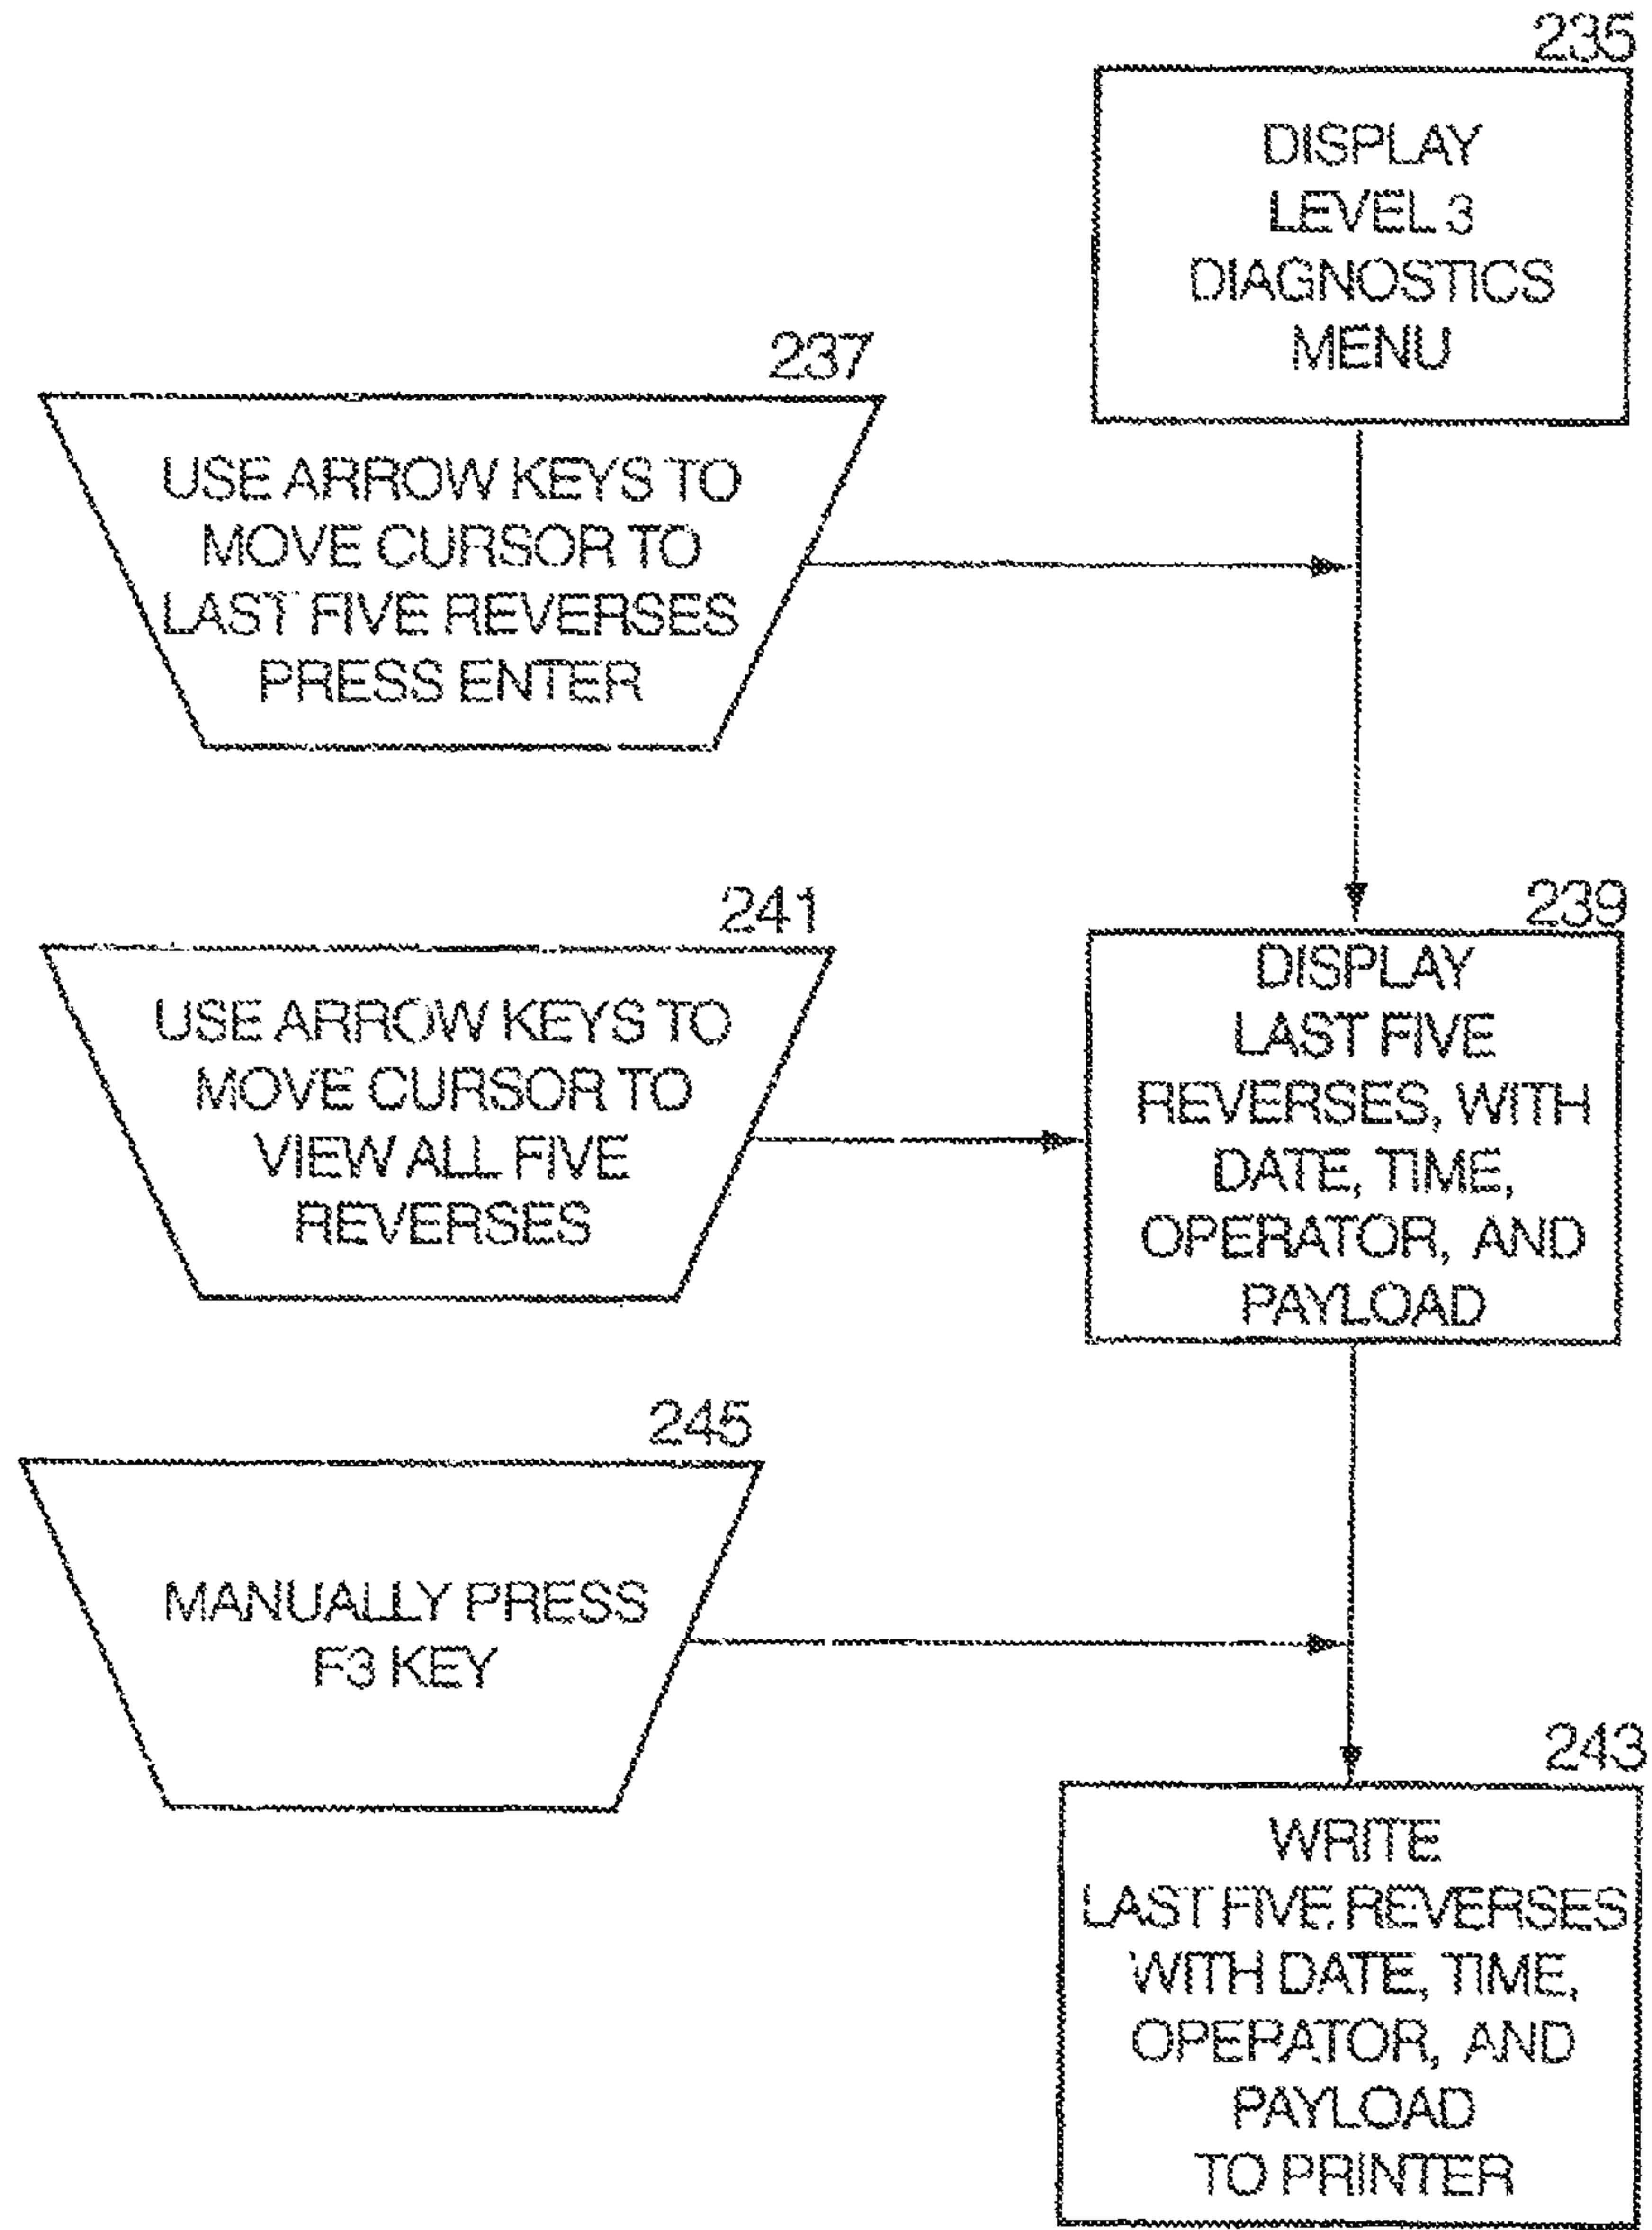 235
DISPLAY
LEVEL 3
DIAGNOSTICS
MENU
237
USE ARROW KEYS TO
MOVE CURSOR TO
LAST FIVE REVERSES
PRESS ENTER
239
DISPLAY
LAST FIVE
REVERSES, WITH
DATE, TIME,
OPERATOR, AND
PAYLOAD
241
USE ARROW KEYS TO
MOVE CURSOR TO
VIEW ALL FIVE
REVERSES
245
MANUALLY PRESS
F3 KEY
243
WRITE
LAST FIVE REVERSES
WITH DATE, TIME,
OPERATOR, AND
PAYLOAD
TO PRINTER